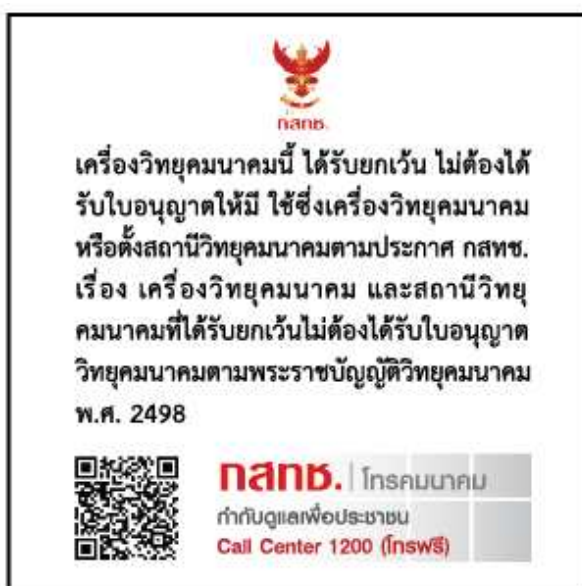 กสทช.
เครื่องวิทยุคมนาคมนี้ ได้รับยกเว้น ไม่ต้องได้
รับใบอนุญาตให้มี ใช้ซึ่งเครื่องวิทยุคมนาคม
หรือตั้งสถานีวิทยุคมนาคมตามประกาศ กสทช.
เรื่อง เครื่องวิทยุคมนาคม และสถานีวิทยุ
คมนาคมที่ได้รับยกเว้นไม่ต้องได้รับใบอนุญาต
วิทยุคมนาคมตามพระราชบัญญัติวิทยุคมนาคม
พ.ศ. 2498
กสทช. | โทรคมนาคม
กำกับดูแลเพื่อประชาชน
Call Center 1200 (โทรฟรี)